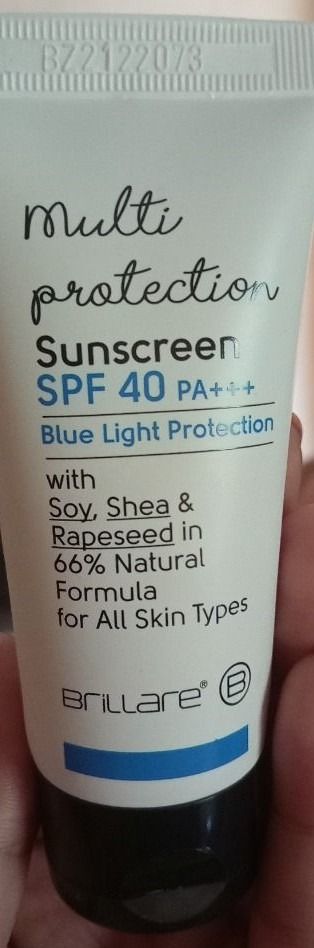 BZ2122073
multi
protection
Sunscreen
SPF 40 PA+++
Blue Light Protection
with
Soy, Shea &
Rapeseed in
66% Natural
Formula
for All Skin Types
Brillare® B